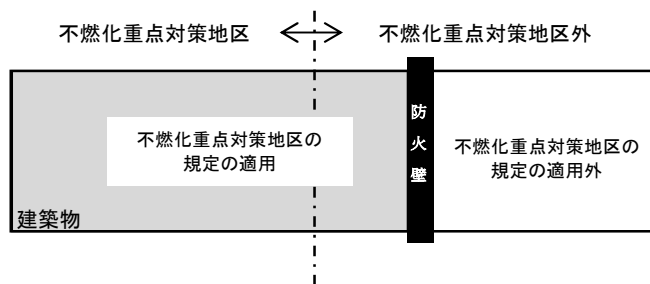 不燃化重点対策地区
不燃化重点対策地区外
不燃化重点対策地区の
規定の適用
防火壁
不燃化重点対策地区の
規定の適用外
建築物